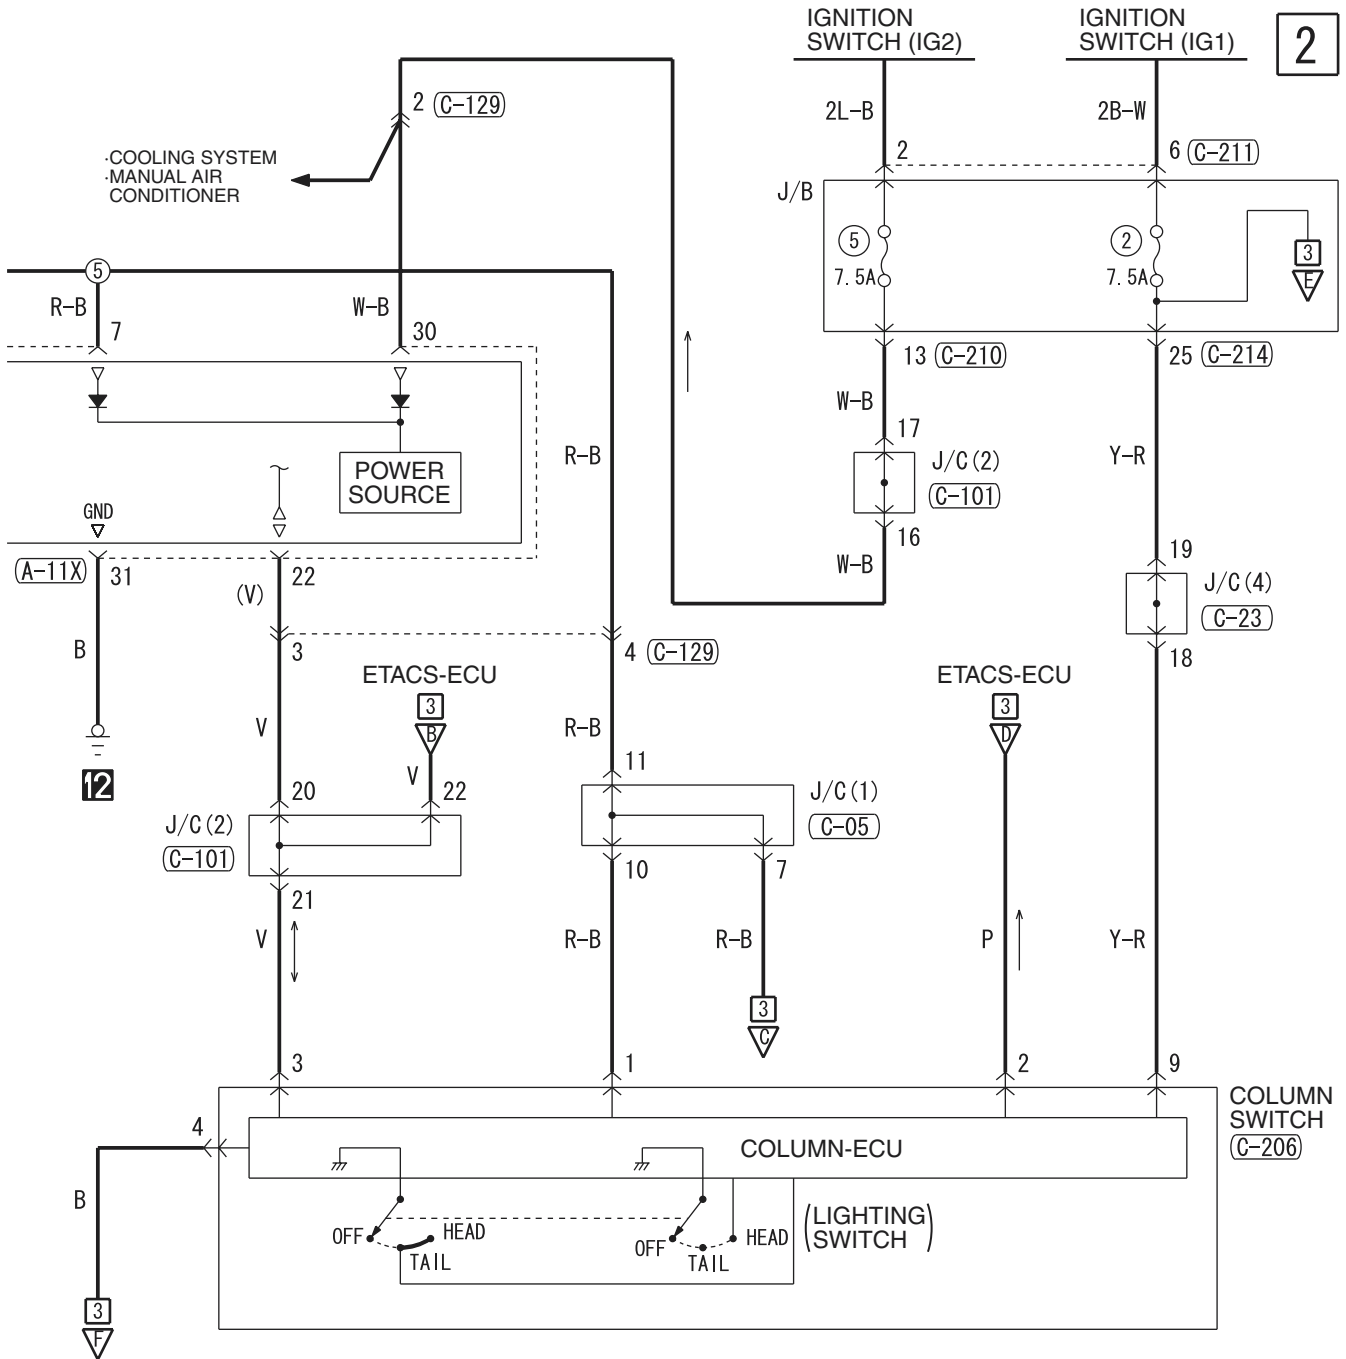 IGNITION
SWITCH (IG2)
IGNITION
SWITCH (IG1)
2
2 (C-129)
2L-B
2B-W
·COOLING SYSTEM
·MANUAL AIR
CONDITIONER
2
6 (C-211)
J/B
5
7.5A
2
7.5A
3
E
5
R-B
7
W-B
30
13 (C-210)
25 (C-214)
W-B
17
J/C(2)
(C-101)
16
W-B
R-B
Y-R
POWER
SOURCE
GND
(A-11X)
31
22
(V)
19
J/C(4)
(C-23)
18
B
3
4 (C-129)
ETACS-ECU
3
B
ETACS-ECU
3
D
V
V
R-B
12
20
22
11
J/C(2)
(C-101)
J/C(1)
(C-05)
21
10
7
V
R-B
R-B
P
Y-R
3
C
3
1
2
9
COLUMN
SWITCH
(C-206)
4
COLUMN-ECU
B
OFF
HEAD
TAIL
OFF
HEAD
TAIL
(LIGHTING
SWITCH)
3
F